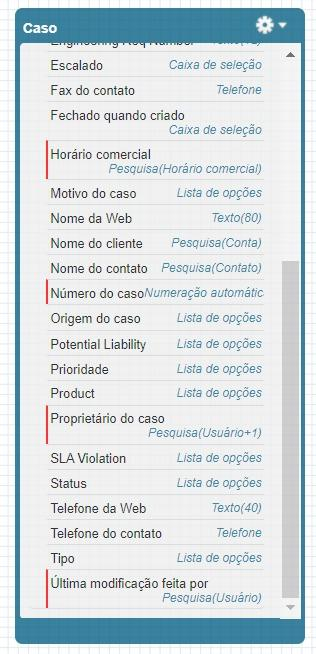 Caso
Engineering Req Number
Escalado Caixa de seleção
Fax do contato Telefone
Fechado quando criado
Caixa de seleção
Horário comercial
Pesquisa(Horário comercial)
Motivo do caso Lista de opções
Nome da Web Texto(80)
Nome do cliente Pesquisa(Conta)
Nome do contato Pesquisa(Contato)
Número do caso Numeração automátic
Origem do caso Lista de opções
Potential Liability Lista de opções
Prioridade Lista de opções
Product Lista de opções
Proprietário do caso
Pesquisa(Usuário+1)
SLA Violation Lista de opções
Status Lista de opções
Telefone da Web Texto(40)
Telefone do contato Telefone
Tipo Lista de opções
Última modificação feita por
Pesquisa(Usuário)